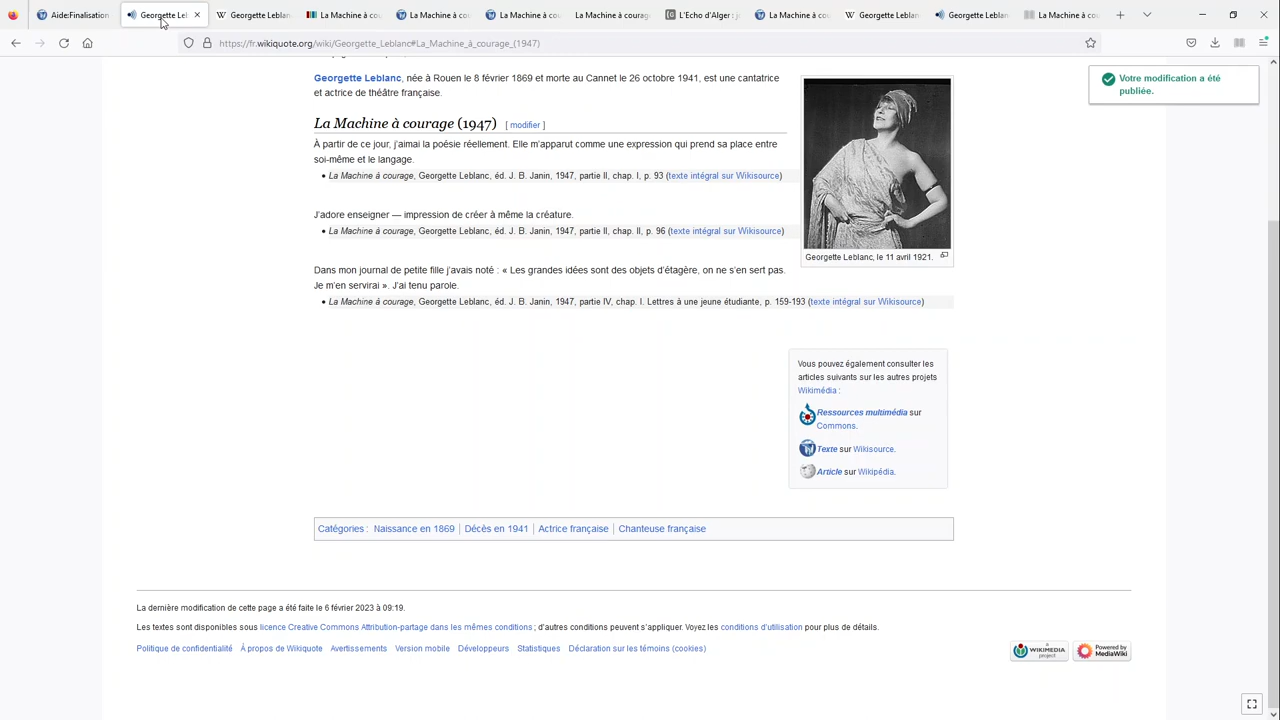 Aide:Finalisation
Georgette Lel
Georgette Leblanc
La Machine à cou
La Machine à cou
La Machine à cou
La Machine à courage
L'Echo d'Alger : jo
La Machine à cou
Georgette Leblan
Georgette Leblanc
La Machine à co
https://fr.wikiquote.org/wiki/Georgette_Leblanc#La_Machine_à_courage_(1947)
Votre modification a été
publiée.
Georgette Leblanc, née à Rouen le 8 février 1869 et morte au Cannet le 26 octobre 1941, est une cantatrice
et actrice de théâtre française.
La Machine à courage (1947) [ modifier ]
À partir de ce jour, j’aimai la poésie réellement. Elle m’apparut comme une expression qui prend sa place entre
soi-même et le langage.
• La Machine à courage, Georgette Leblanc, éd. J. B. Janin, 1947, partie II, chap. I, p. 93 (texte intégral sur Wikisource)
J’adore enseigner — impression de créer à même la créature.
• La Machine à courage, Georgette Leblanc, éd. J. B. Janin, 1947, partie II, chap. II, p. 96 (texte intégral sur Wikisource)
Georgette Leblanc, le 11 avril 1921.
Dans mon journal de petite fille j’avais noté : « Les grandes idées sont des objets d’étagère, on ne s’en sert pas.
Je m’en servirai ». J’ai tenu parole.
• La Machine à courage, Georgette Leblanc, éd. J. B. Janin, 1947, partie IV, chap. I. Lettres à une jeune étudiante, p. 159-193 (texte intégral sur Wikisource)
Vous pouvez également consulter les
articles suivants sur les autres projets
Wikimédia :
Ressources multimédia sur
Commons.
Texte sur Wikisource.
Article sur Wikipédia.
Catégories : Naissance en 1869 | Décès en 1941 | Actrice française | Chanteuse française
La dernière modification de cette page a été faite le 6 février 2023 à 09:19.
Les textes sont disponibles sous licence Creative Commons Attribution-partage dans les mêmes conditions ; d’autres conditions peuvent s’appliquer. Voyez les conditions d’utilisation pour plus de détails.
Politique de confidentialité À propos de Wikiquote Avertissements Version mobile Développeurs Statistiques Déclaration sur les témoins (cookies)
WIKIMEDIA
project
Powered by
MediaWiki